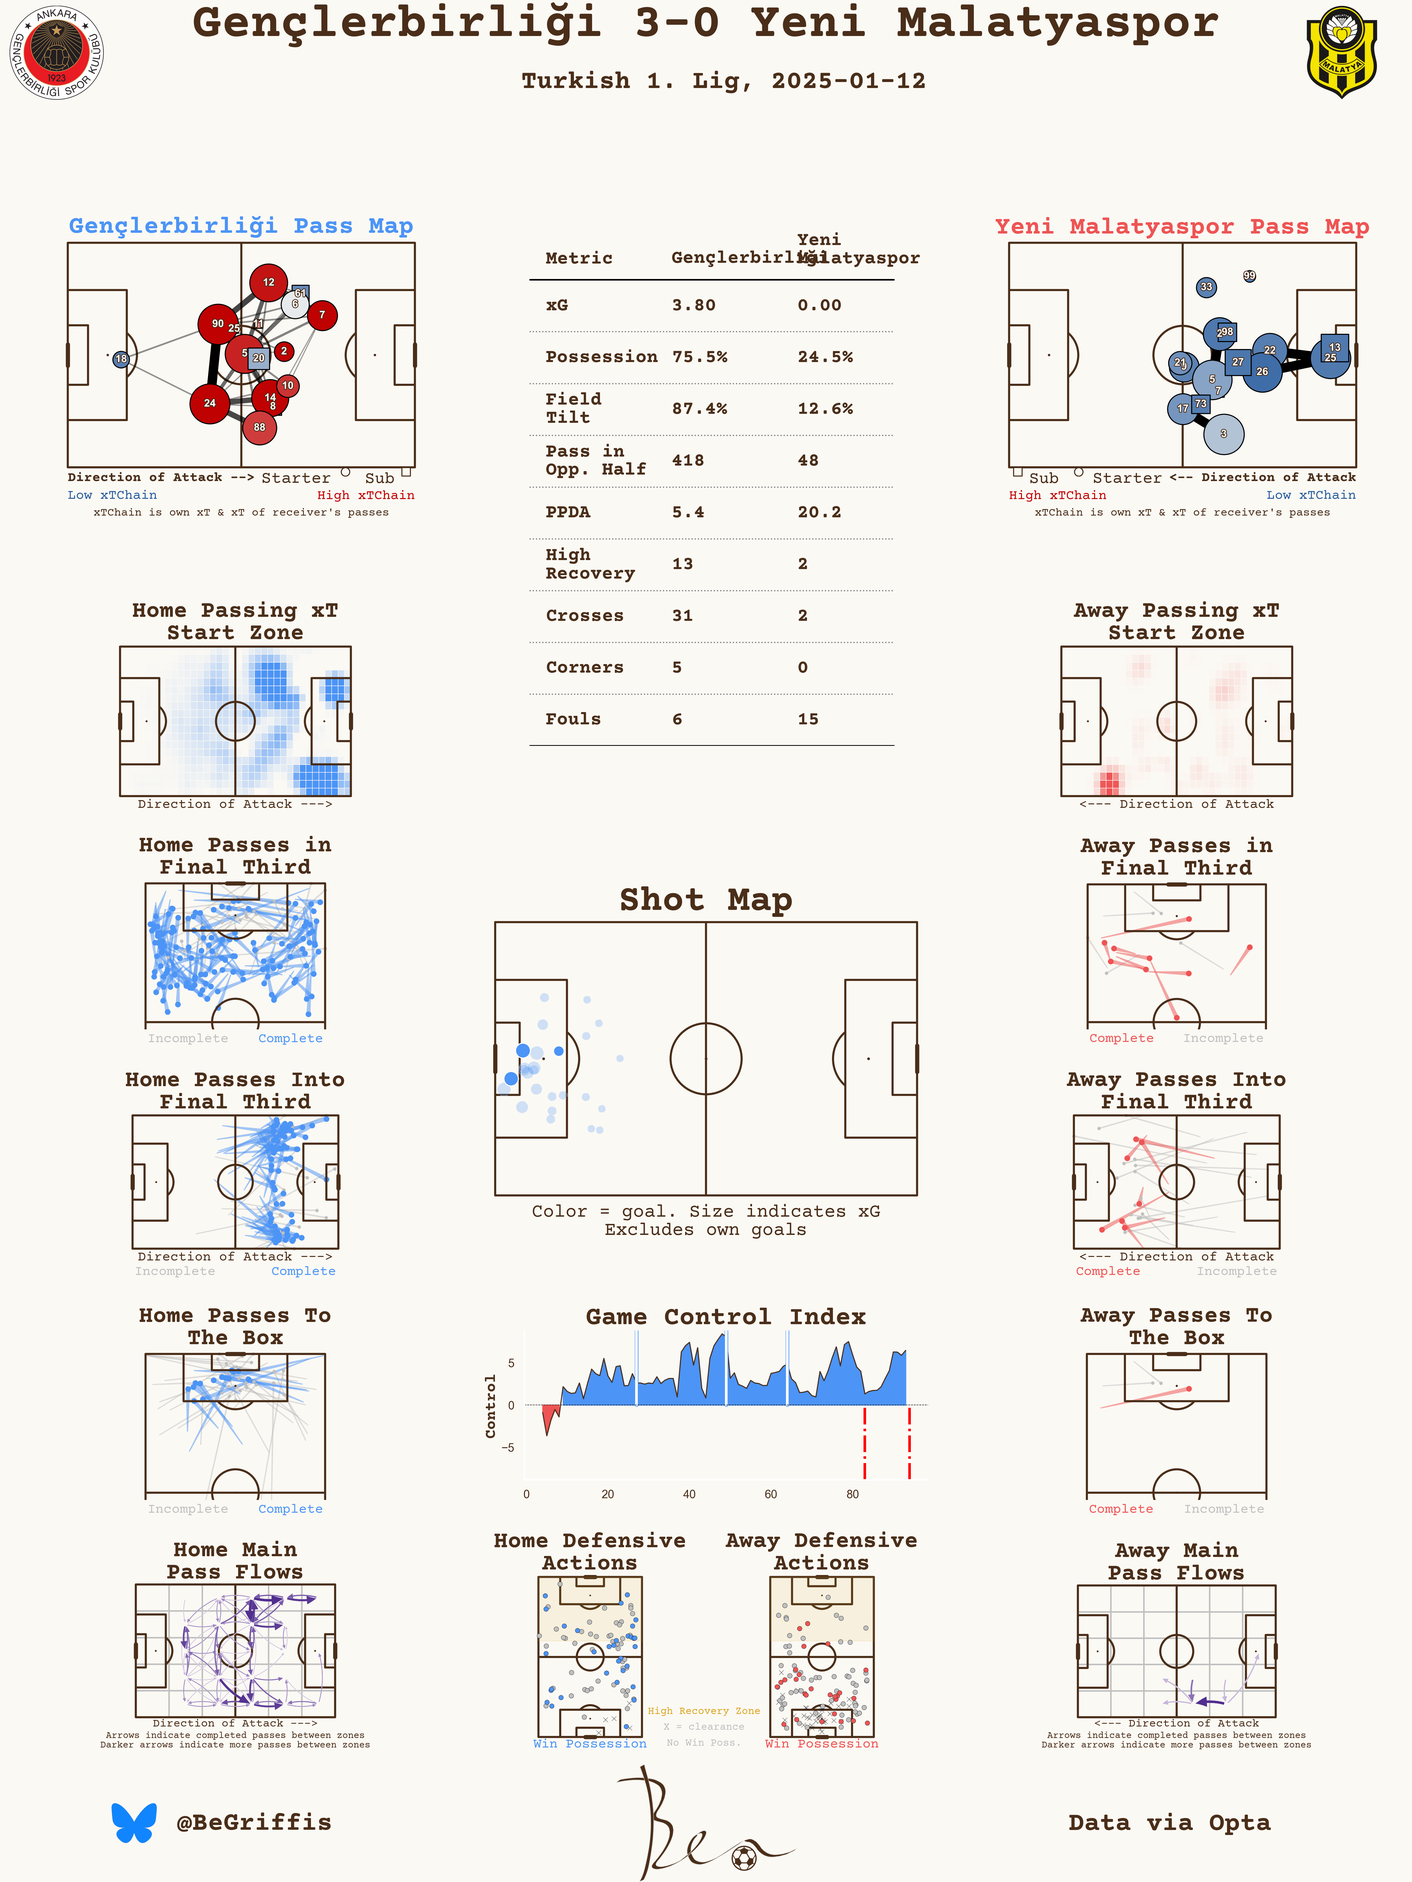 Gençlerbirliği 3-0 Yeni Malatyaspor
Turkish 1. Lig, 2025-01-12
ANKARA
GENÇLERBİRLİĞİ SPOR KULÜBÜ
1923
MALATYA
Gençlerbirliği Pass Map
12
61
6
7
90
25
11
5
20
2
18
10
24
14
8
88
Direction of Attack --> Starter Sub
Low xTChain High xTChain
xTChain is own xT & xT of receiver's passes
Metric Gençlerbirliği Yeni Malatyaspor
xG 3.80 0.00
Possession 75.5% 24.5%
Field Tilt 87.4% 12.6%
Pass in Opp. Half 418 48
PPDA 5.4 20.2
High Recovery 13 2
Crosses 31 2
Corners 5 0
Fouls 6 15
Yeni Malatyaspor Pass Map
99
33
98
13
22
25
21
27
26
5
7
17
73
3
Sub Starter <-- Direction of Attack
High xTChain Low xTChain
xTChain is own xT & xT of receiver's passes
Home Passing xT
Start Zone
Direction of Attack --->
Away Passing xT
Start Zone
<--- Direction of Attack
Home Passes in
Final Third
Incomplete Complete
Away Passes in
Final Third
Complete Incomplete
Shot Map
Color = goal. Size indicates xG
Excludes own goals
Home Passes Into
Final Third
Direction of Attack --->
Incomplete Complete
Away Passes Into
Final Third
<--- Direction of Attack
Complete Incomplete
Home Passes To
The Box
Incomplete Complete
Game Control Index
Control
5
0
−5
0 20 40 60 80
Away Passes To
The Box
Complete Incomplete
Home Main
Pass Flows
Direction of Attack --->
Arrows indicate completed passes between zones
Darker arrows indicate more passes between zones
Home Defensive
Actions
Win Possession
High Recovery Zone
X = clearance
No Win Poss.
Away Defensive
Actions
Win Possession
Away Main
Pass Flows
<--- Direction of Attack
Arrows indicate completed passes between zones
Darker arrows indicate more passes between zones
@BeGriffis
Ben
Data via Opta